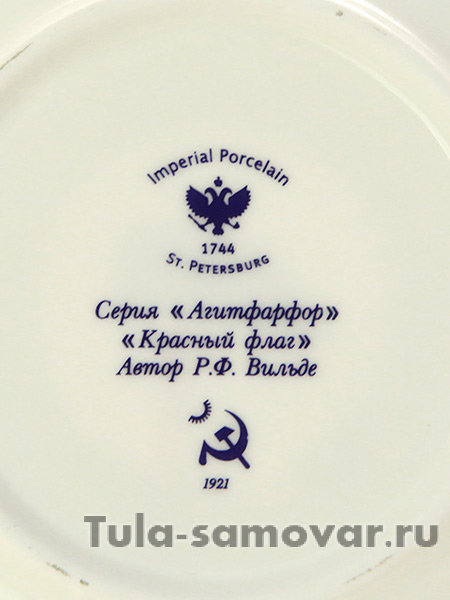 Imperial Porcelain
1744
St. Petersburg
Серия «Агитфарфор»
«Красный флаг»
Автор Р.Ф. Вильде
1921
Tula-samovar.ru